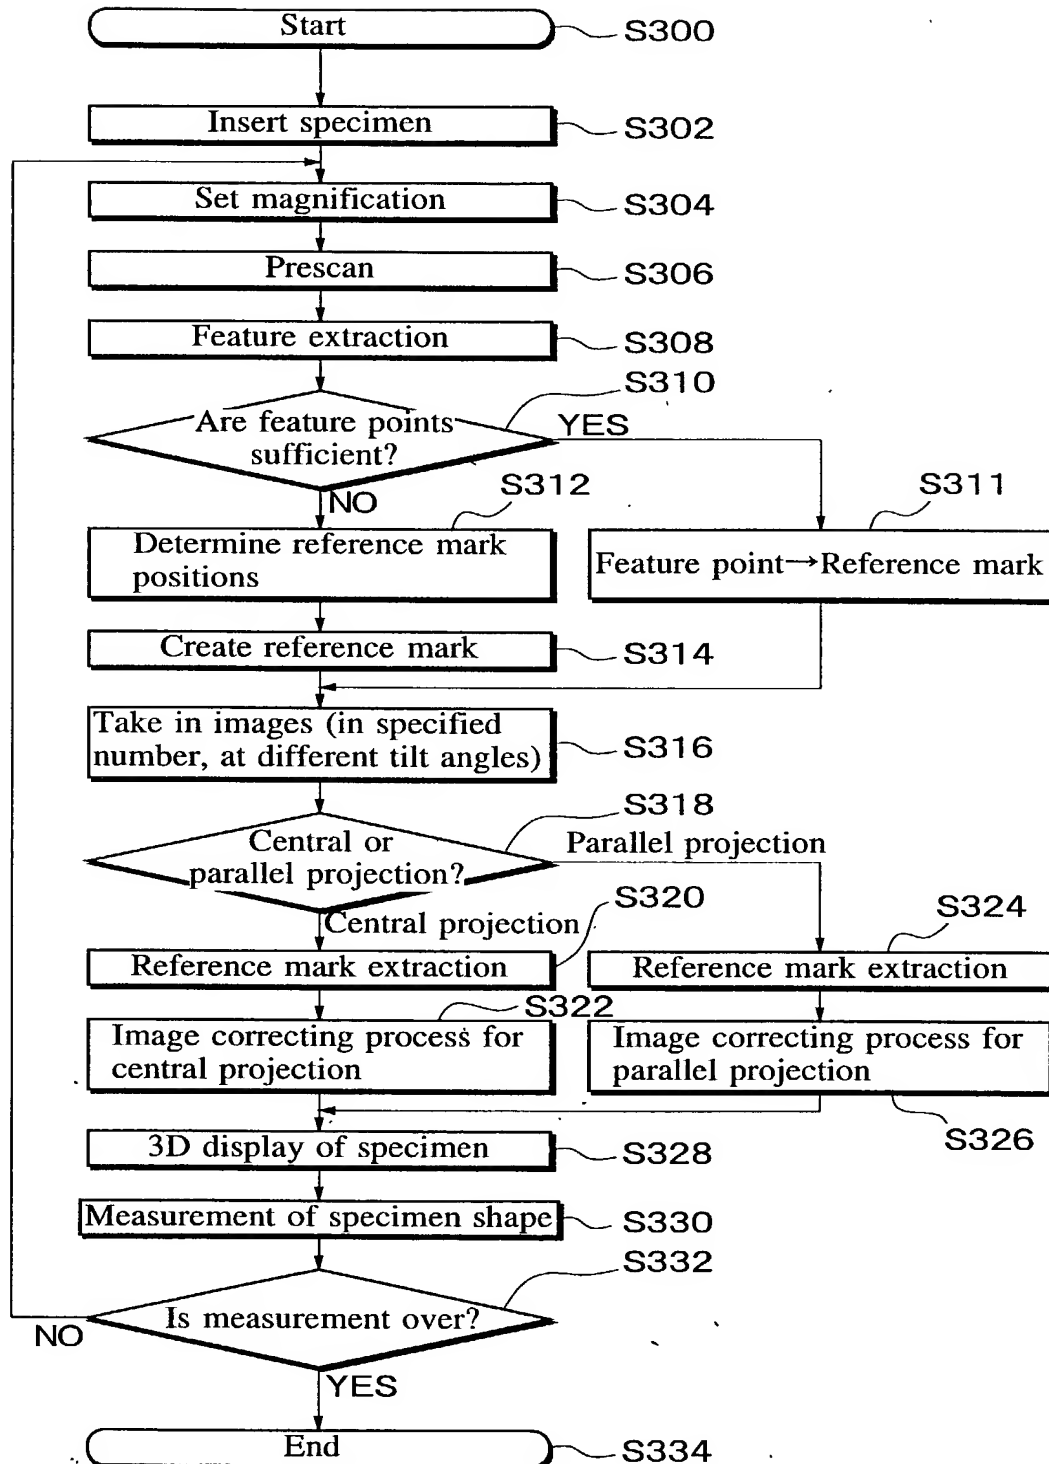 Start
S300
Insert specimen
S302
Set magnification
S304
Prescan
S306
Feature extraction
S308
S310
Are feature points
sufficient?
YES
NO
S312
Determine reference mark
positions
S311
Feature point→Reference mark
Create reference mark
S314
Take in images (in specified
number, at different tilt angles)
S316
S318
Central or
parallel projection?
Parallel projection
Central projection
S320
Reference mark extraction
S324
Reference mark extraction
S322
Image correcting process for
central projection
Image correcting process for
parallel projection
S326
3D display of specimen
S328
Measurement of specimen shape
S330
S332
Is measurement over?
NO
YES
End
S334